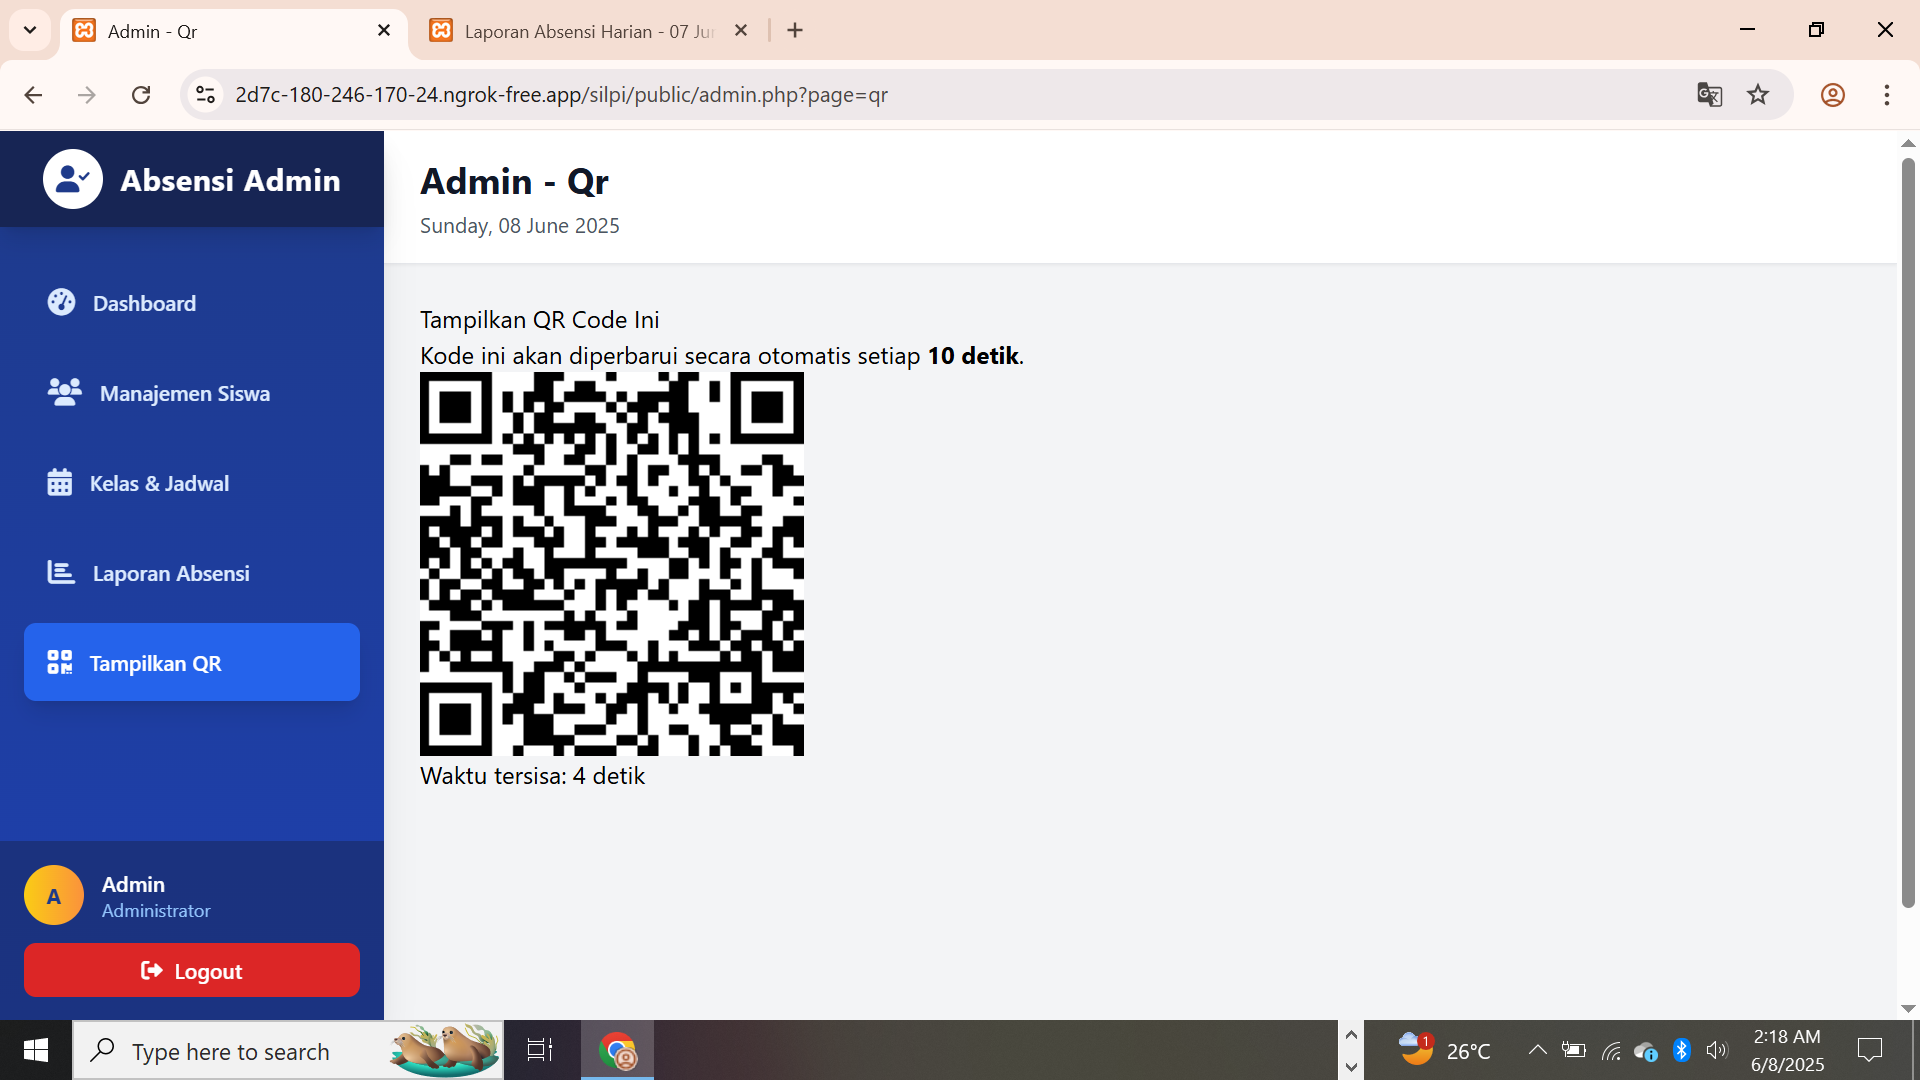 Admin - Qr
Laporan Absensi Harian - 07 Ju
2d7c-180-246-170-24.ngrok-free.app/silpi/public/admin.php?page=qr
Absensi Admin
Dashboard
Manajemen Siswa
Kelas & Jadwal
Laporan Absensi
Tampilkan QR
A
Admin
Administrator
Logout
Admin - Qr
Sunday, 08 June 2025
Tampilkan QR Code Ini
Kode ini akan diperbarui secara otomatis setiap 10 detik.
Waktu tersisa: 4 detik
Type here to search
1
26°C
2:18 AM
6/8/2025